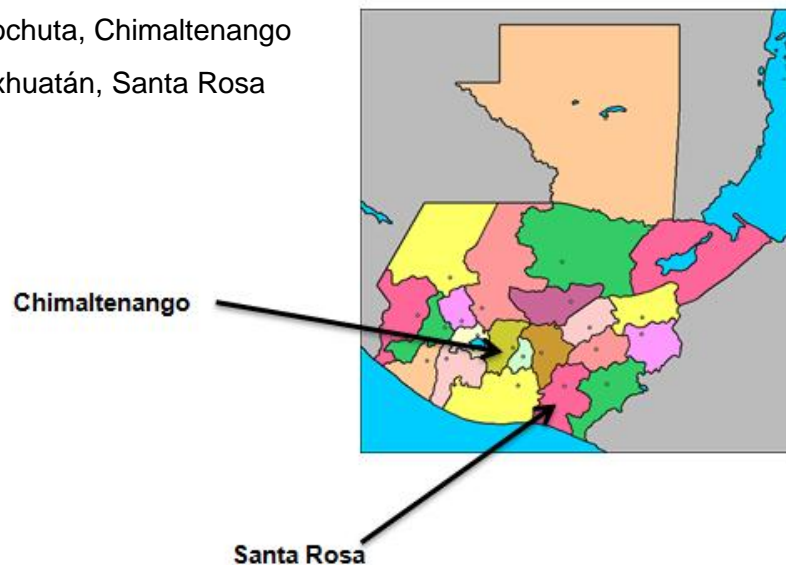 ochuta, Chimaltenango
xhuatán, Santa Rosa
Chimaltenango
Santa Rosa